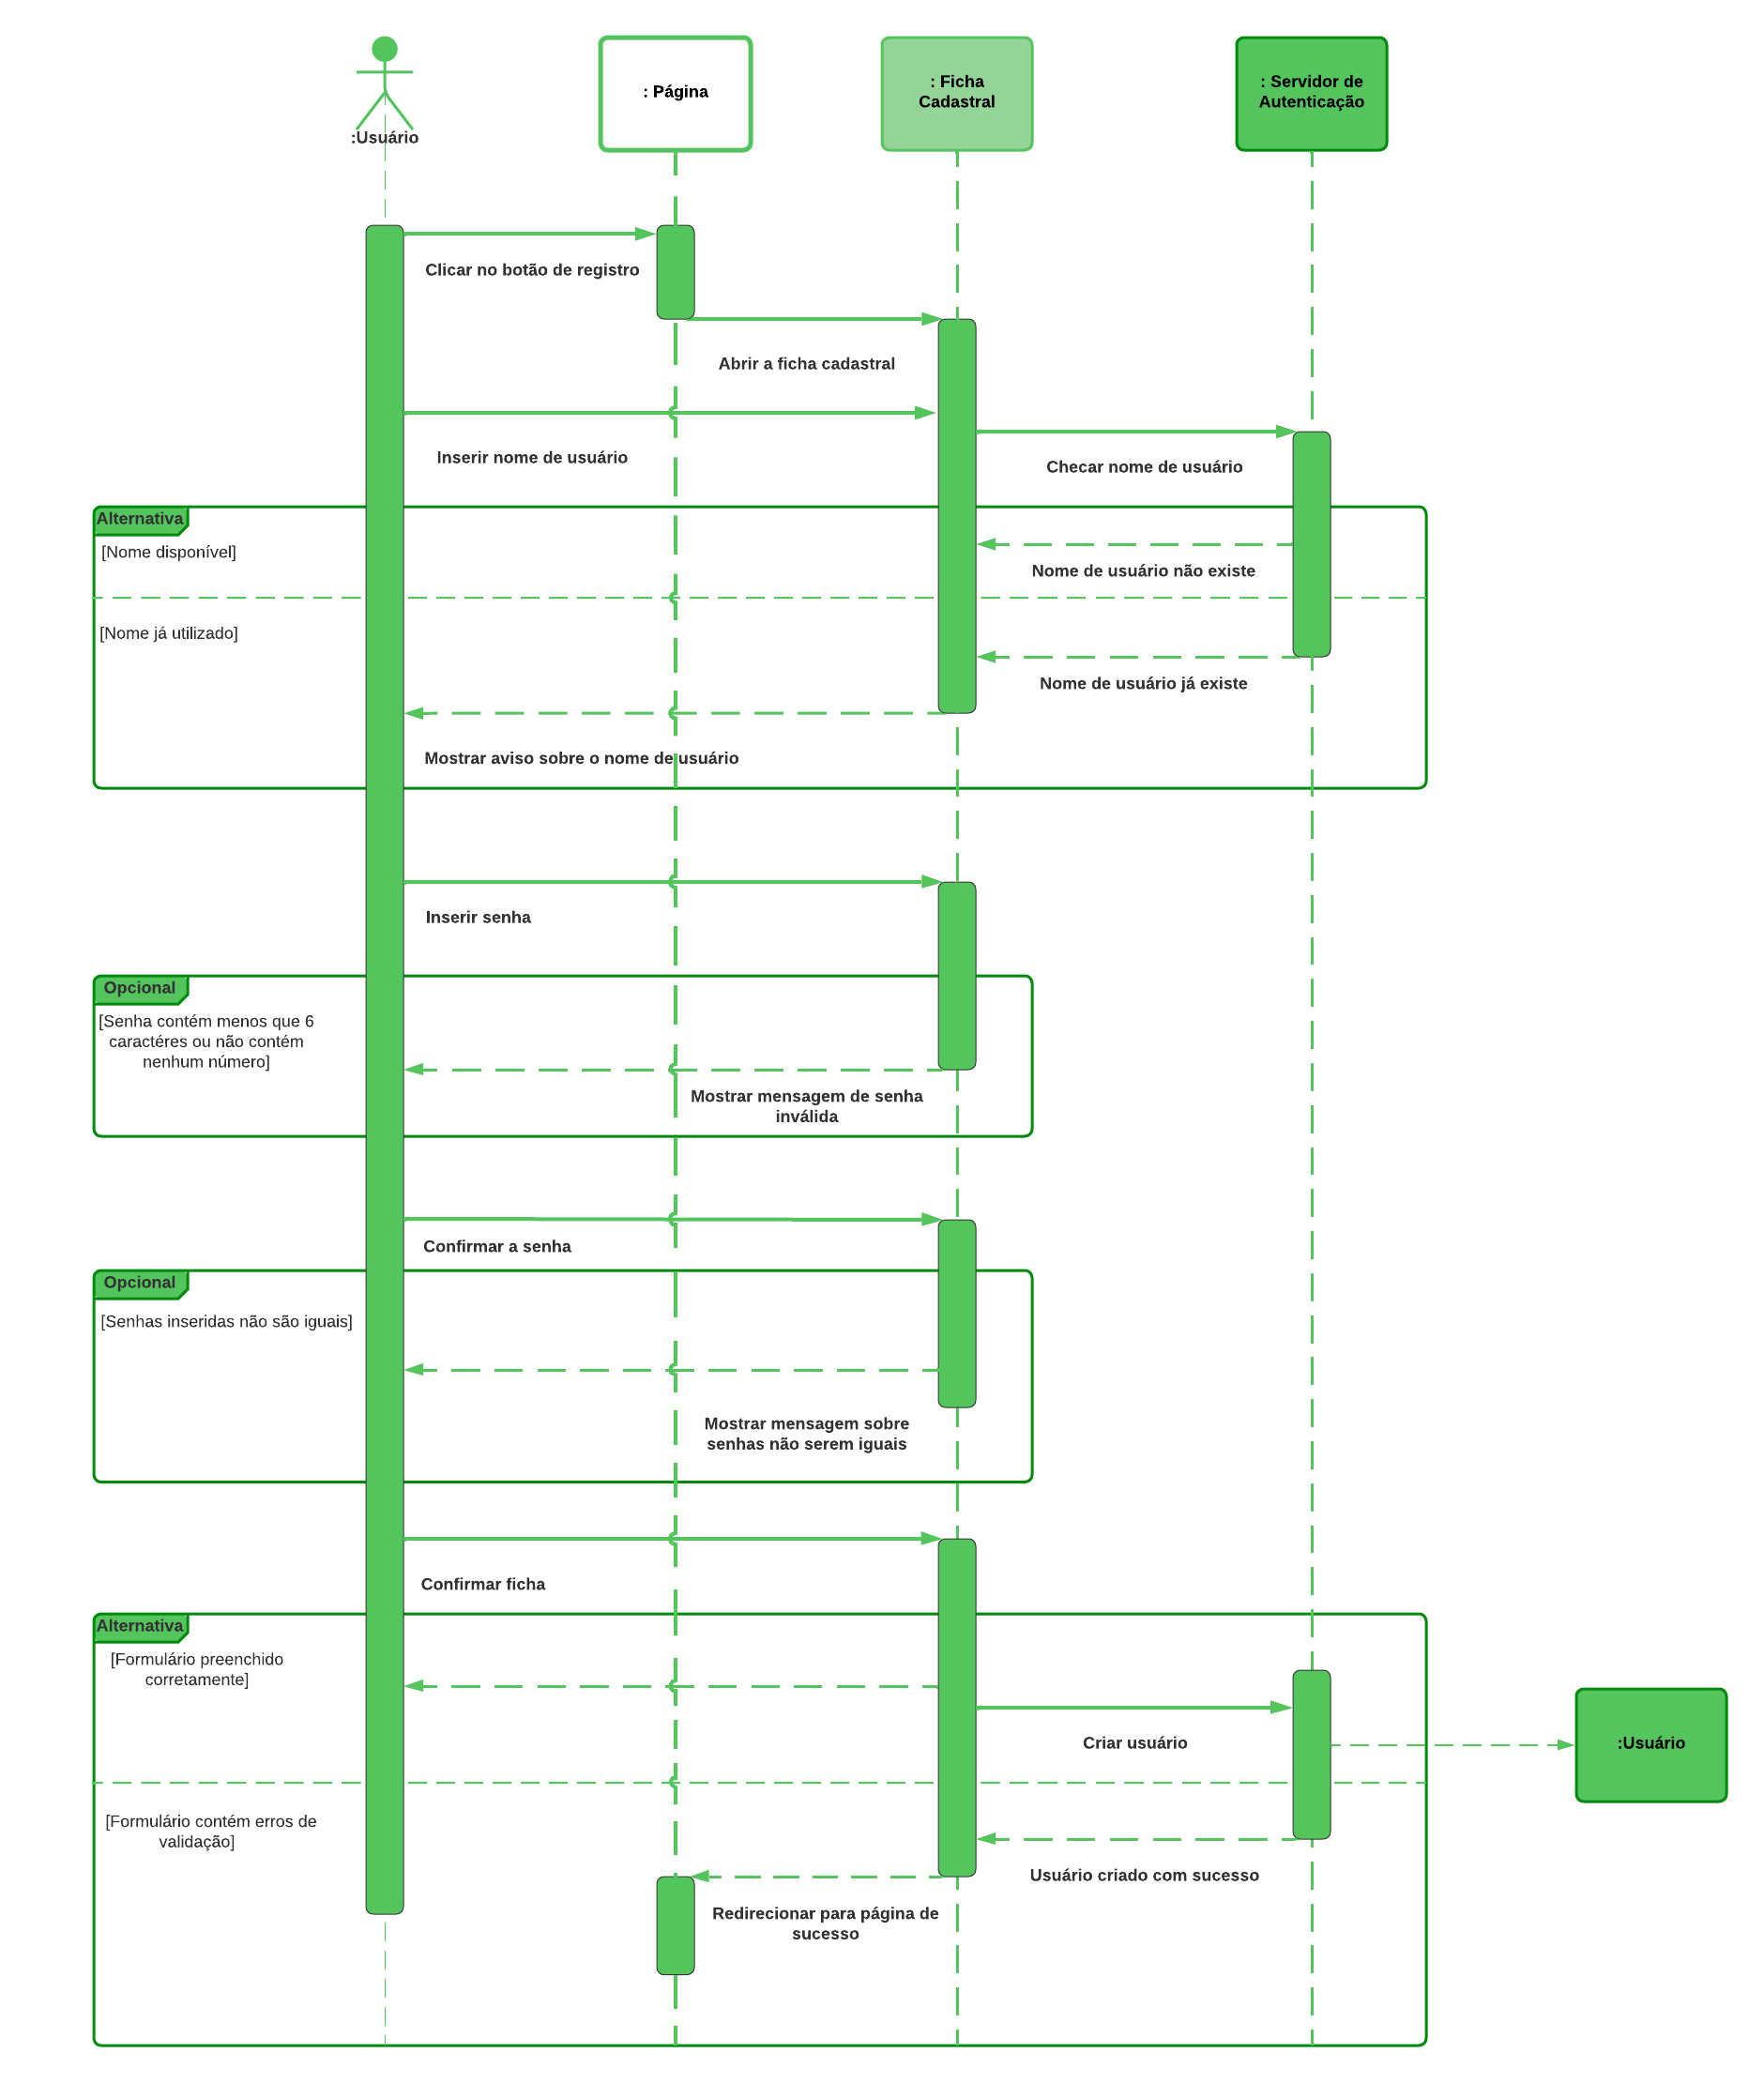 :Usuário
: Página
: Ficha
Cadastral
: Servidor de
Autenticação
Clicar no botão de registro
Abrir a ficha cadastral
Inserir nome de usuário
Checar nome de usuário
Alternativa
[Nome disponível]
Nome de usuário não existe
[Nome já utilizado]
Nome de usuário já existe
Mostrar aviso sobre o nome de usuário
Inserir senha
Opcional
[Senha contém menos que 6
caractéres ou não contém
nenhum número]
Mostrar mensagem de senha
inválida
Confirmar a senha
Opcional
[Senhas inseridas não são iguais]
Mostrar mensagem sobre
senhas não serem iguais
Confirmar ficha
Alternativa
[Formulário preenchido
corretamente]
Criar usuário
:Usuário
[Formulário contém erros de
validação]
Usuário criado com sucesso
Redirecionar para página de
sucesso